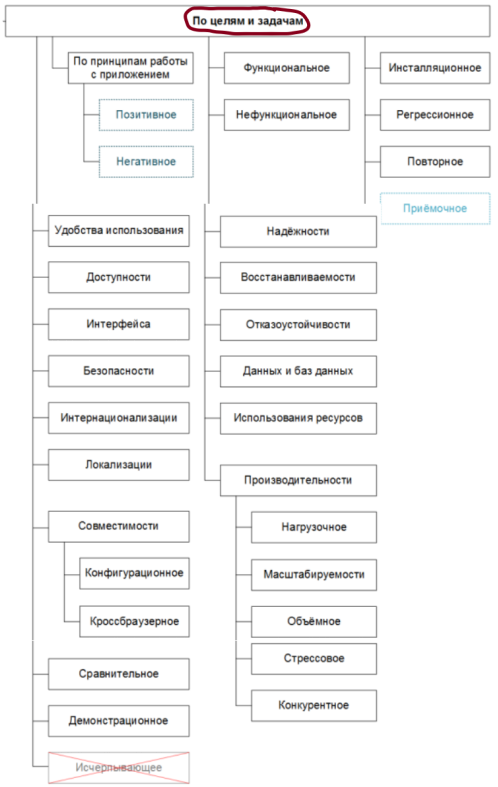 По целям и задачам
По принципам работы
с приложением
Позитивное
Негативное
Функциональное
Нефункциональное
Инсталляционное
Регрессионное
Повторное
Приёмочное
Удобства использования
Доступности
Интерфейса
Безопасности
Интернационализации
Локализации
Совместимости
Конфигурационное
Кроссбраузерное
Сравнительное
Демонстрационное
Исчерпывающее
Надёжности
Восстанавливаемости
Отказоустойчивости
Данных и баз данных
Использования ресурсов
Производительности
Нагрузочное
Масштабируемости
Объёмное
Стрессовое
Конкурентное